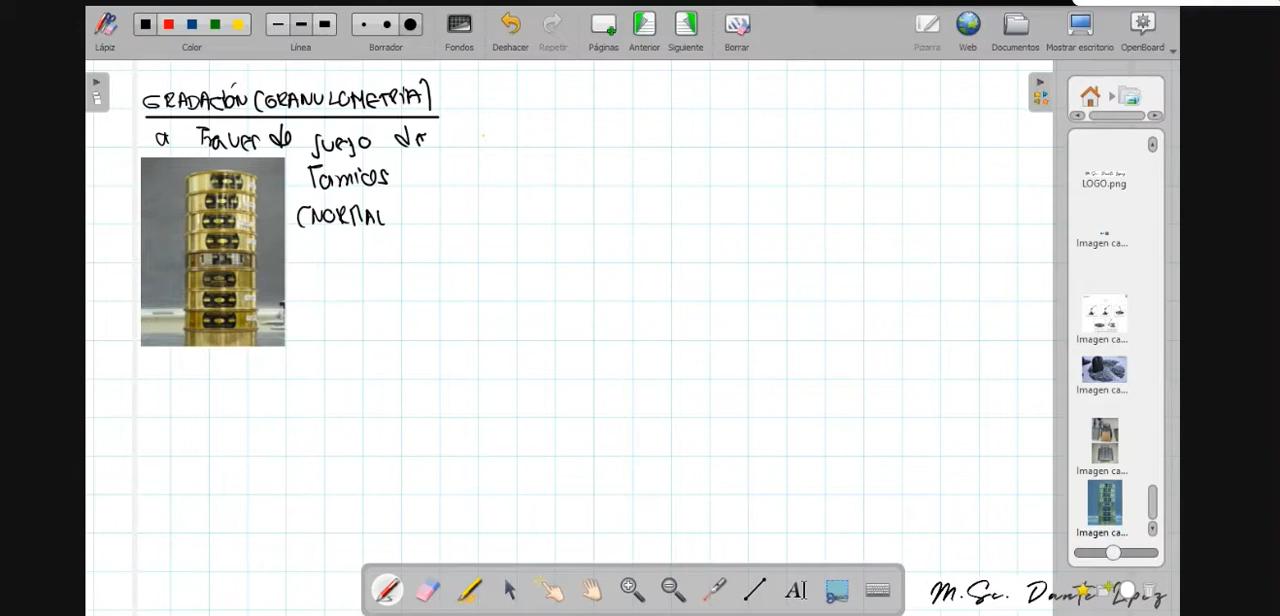 Lápiz Color Línea Borrador Fondos Deshacer Repetir Páginas Anterior Siguiente Borrar Pizarra Web Documentos Mostrar escritorio OpenBoard
GRADACIÓN (GRANULOMETRIA)
a Traves de juego de
Tamices
(NORMAL
LOGO.png
Imagen ca...
Imagen ca...
Imagen ca...
Imagen ca...
Imagen ca...
M.Sc. Dante López